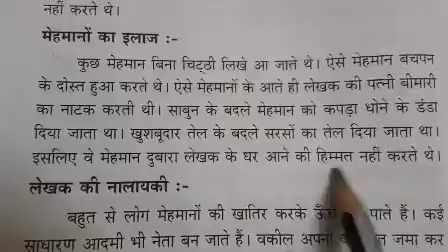 नहीं करते थे।
मेहमानों का इलाज :-
कुछ मेहमान बिना चिट्ठी लिखे आ जाते थे। ऐसे मेहमान बचपन
के दोस्त हुआ करते थे। ऐसे मेहमानों के आते ही लेखक की पत्नी बीमारी
का नाटक करती थी। साबुन के बदले मेहमान को कपड़ा धोने के डंडा
दिया जाता था। खुशबूदार तेल के बदले सरसों का तेल दिया जाता था।
इसलिए वे मेहमान दुबारा लेखक के घर आने की हिम्मत नहीं करते थे।
लेखक की नालायकी :-
बहुत से लोग मेहमानों की खातिर करके पाते हैं। कई
साधारण आदमी भी नेता बन जाते हैं। वकील अपना जमा कर